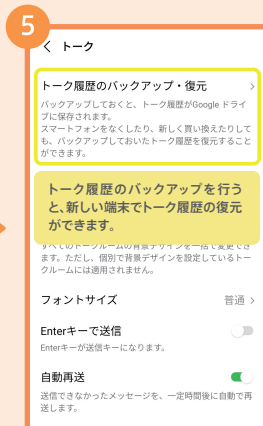 5
トーク
トーク履歴のバックアップ・復元
バックアップしておくと、トーク履歴がGoogle ドライ
ブに保存されます。
スマートフォンをなくしたり、新しく買い換えたりして
も、バックアップしておいたトーク履歴を復元すること
ができます。
トーク履歴のバックアップを行う
と、新しい端末でトーク履歴の復元
ができます。
すべてのトークルームの背景デザインを一括で変更でき
ます。ただし、個別で背景デザインを設定しているトー
クルームには適用されません。
フォントサイズ 普通
Enterキーで送信
Enterキーが送信キーになります。
自動再送
送信できなかったメッセージを、一定時間後に自動で再
送します。